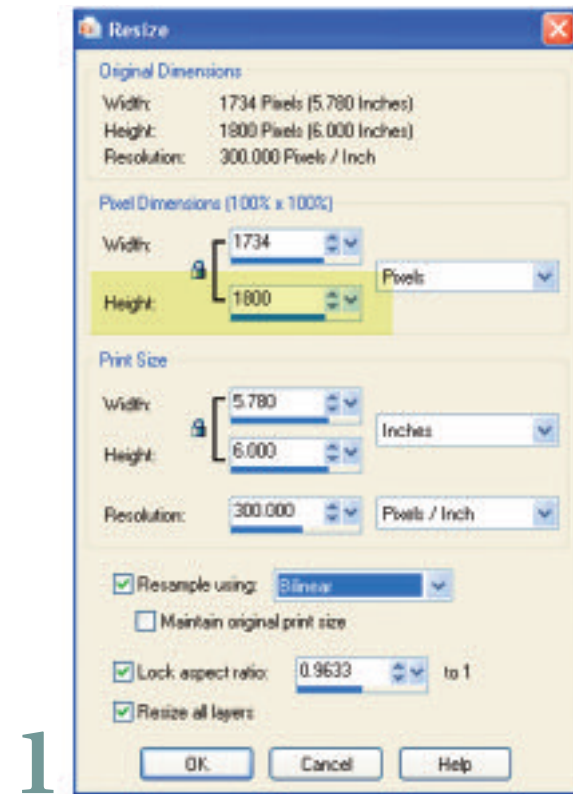 Resize
Original Dimensions
Width: 1734 Pixels (5.780 Inches)
Height: 1800 Pixels (6.000 Inches)
Resolution: 300.000 Pixels / Inch
Pixel Dimensions (100% x 100%)
Width: 1734
Pixels
Height: 1800
Print Size
Width: 5.780
Inches
Height: 6.000
Resolution: 300.000 Pixels / Inch
Resample using: Bilinear
Maintain original print size
Lock aspect ratio: 0.9633 to 1
Resize all layers
OK Cancel Help
1